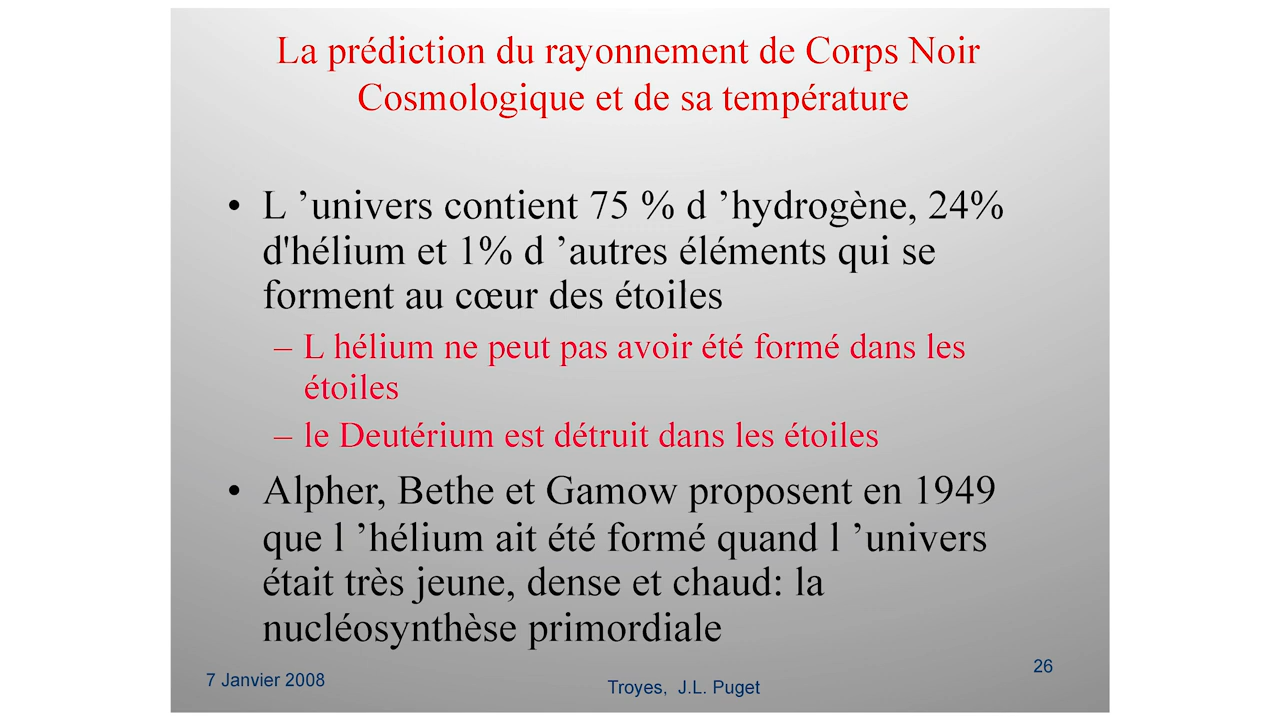 La prédiction du rayonnement de Corps Noir
Cosmologique et de sa température
• L ’univers contient 75 % d ’hydrogène, 24%
d'hélium et 1% d ’autres éléments qui se
forment au cœur des étoiles
– L hélium ne peut pas avoir été formé dans les
étoiles
– le Deutérium est détruit dans les étoiles
• Alpher, Bethe et Gamow proposent en 1949
que l ’hélium ait été formé quand l ’univers
était très jeune, dense et chaud: la
nucléosynthèse primordiale
7 Janvier 2008
Troyes, J.L. Puget
26